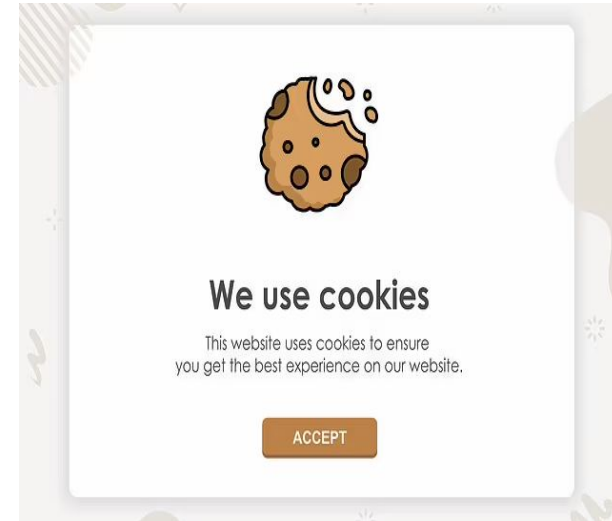 We use cookies
This website uses cookies to ensure
you get the best experience on our website.
ACCEPT